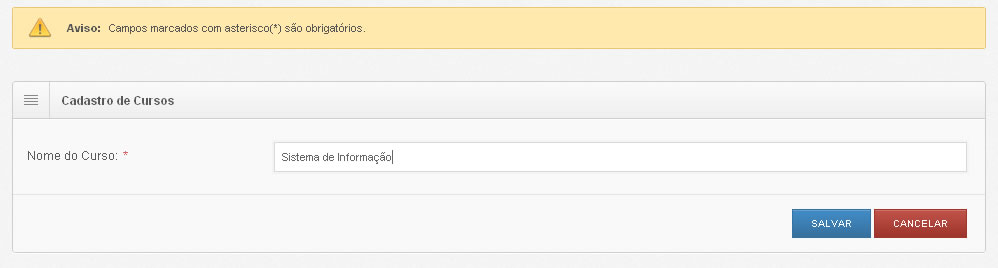 Aviso: Campos marcados com asterisco(*) são obrigatórios.
Cadastro de Cursos
Nome do Curso: * Sistema de Informação
SALVAR CANCELAR